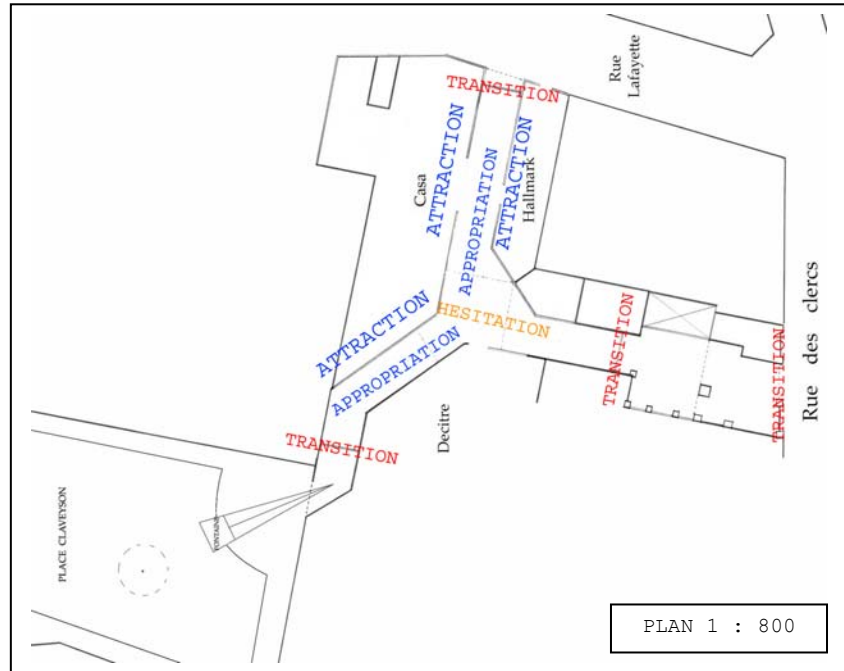 Rue
Lafayette
TRANSITION
ATTRACTION
Casa
APPROPRIATION
ATTRACTION
Hallmark
HESITATION
ATTRACTION
APPROPRIATION
TRANSITION
TRANSITION
Rue des clercs
TRANSITION
Decitre
FONTAINE
PLACE CLAVEYSON
PLAN 1 : 800